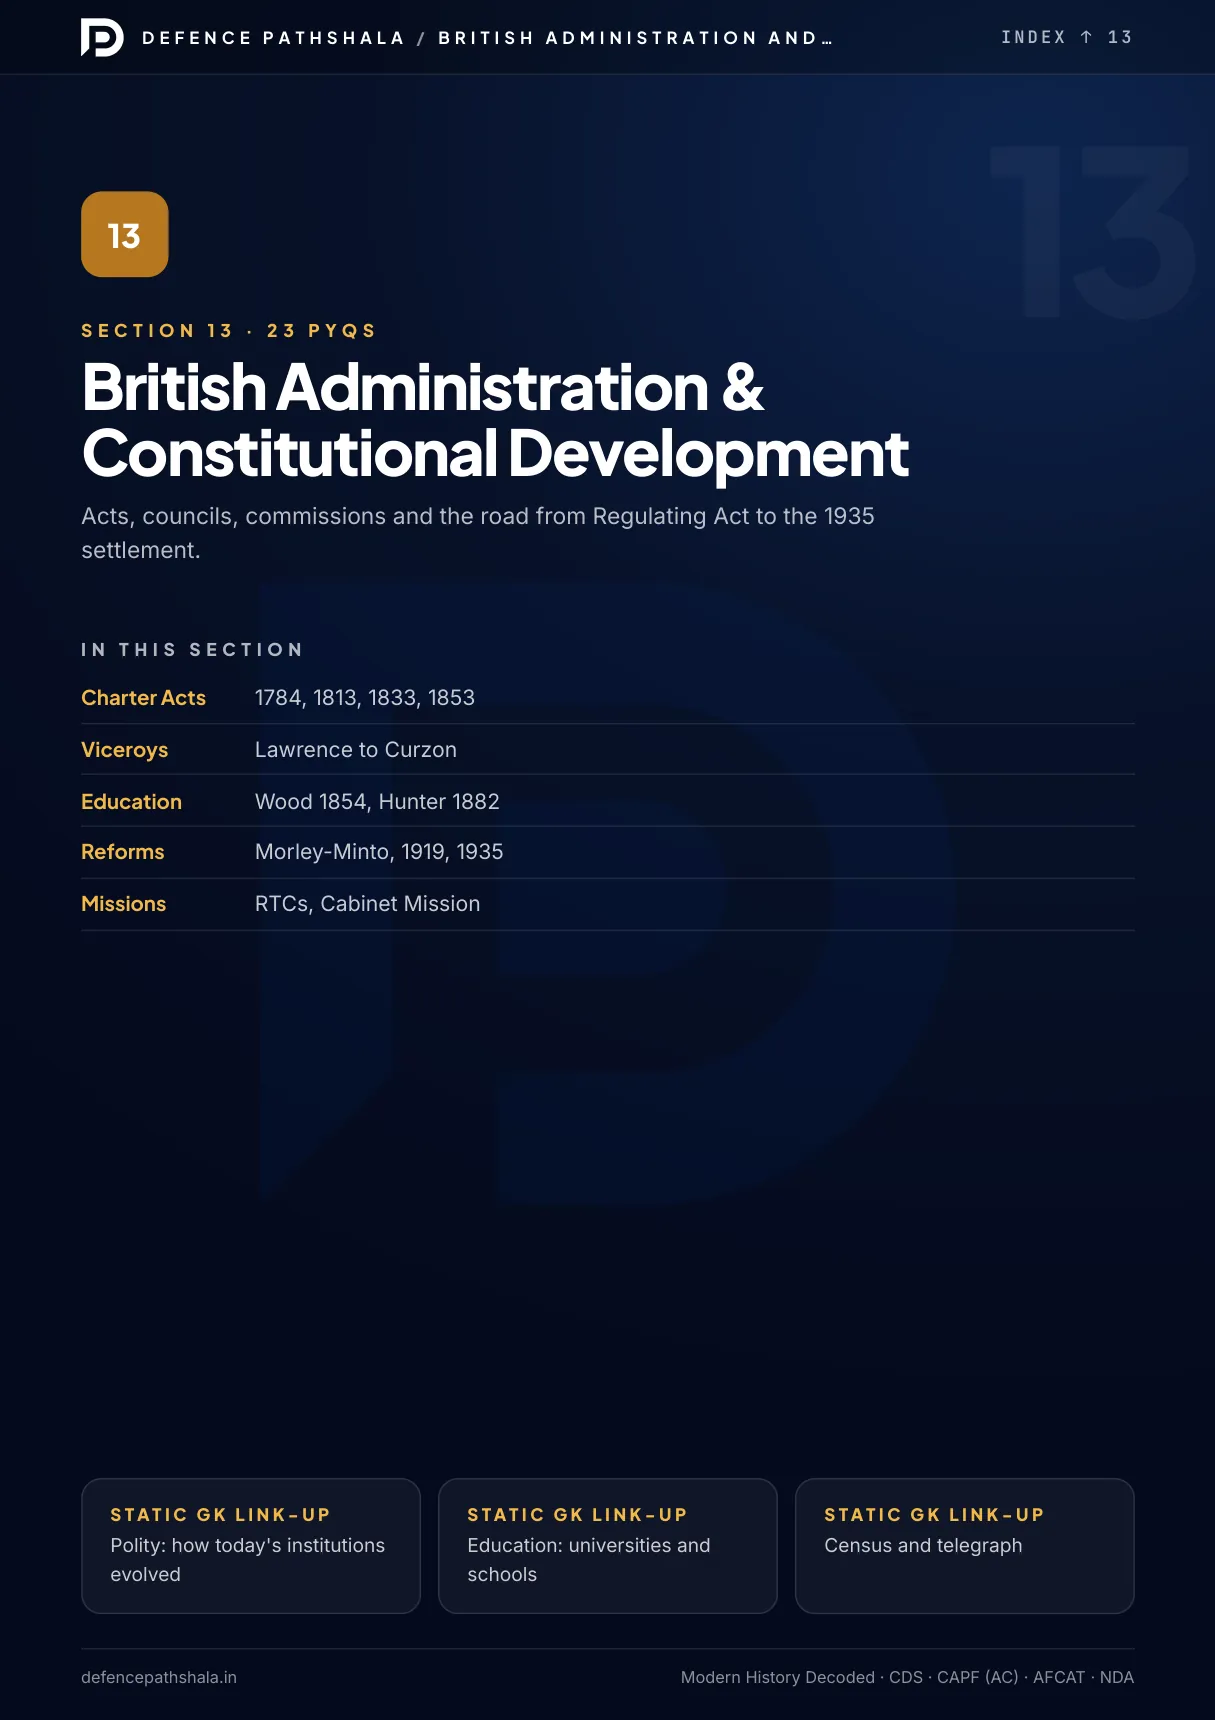 DEFENCE PATHSHALA / BRITISH ADMINISTRATION AND…
INDEX ↑ 13
13
13
SECTION 13 · 23 PYQS
British Administration &
Constitutional Development
Acts, councils, commissions and the road from Regulating Act to the 1935
settlement.
IN THIS SECTION
Charter Acts 1784, 1813, 1833, 1853
Viceroys Lawrence to Curzon
Education Wood 1854, Hunter 1882
Reforms Morley-Minto, 1919, 1935
Missions RTCs, Cabinet Mission
STATIC GK LINK-UP
Polity: how today's institutions
evolved
STATIC GK LINK-UP
Education: universities and
schools
STATIC GK LINK-UP
Census and telegraph
defencepathshala.in
Modern History Decoded · CDS · CAPF (AC) · AFCAT · NDA